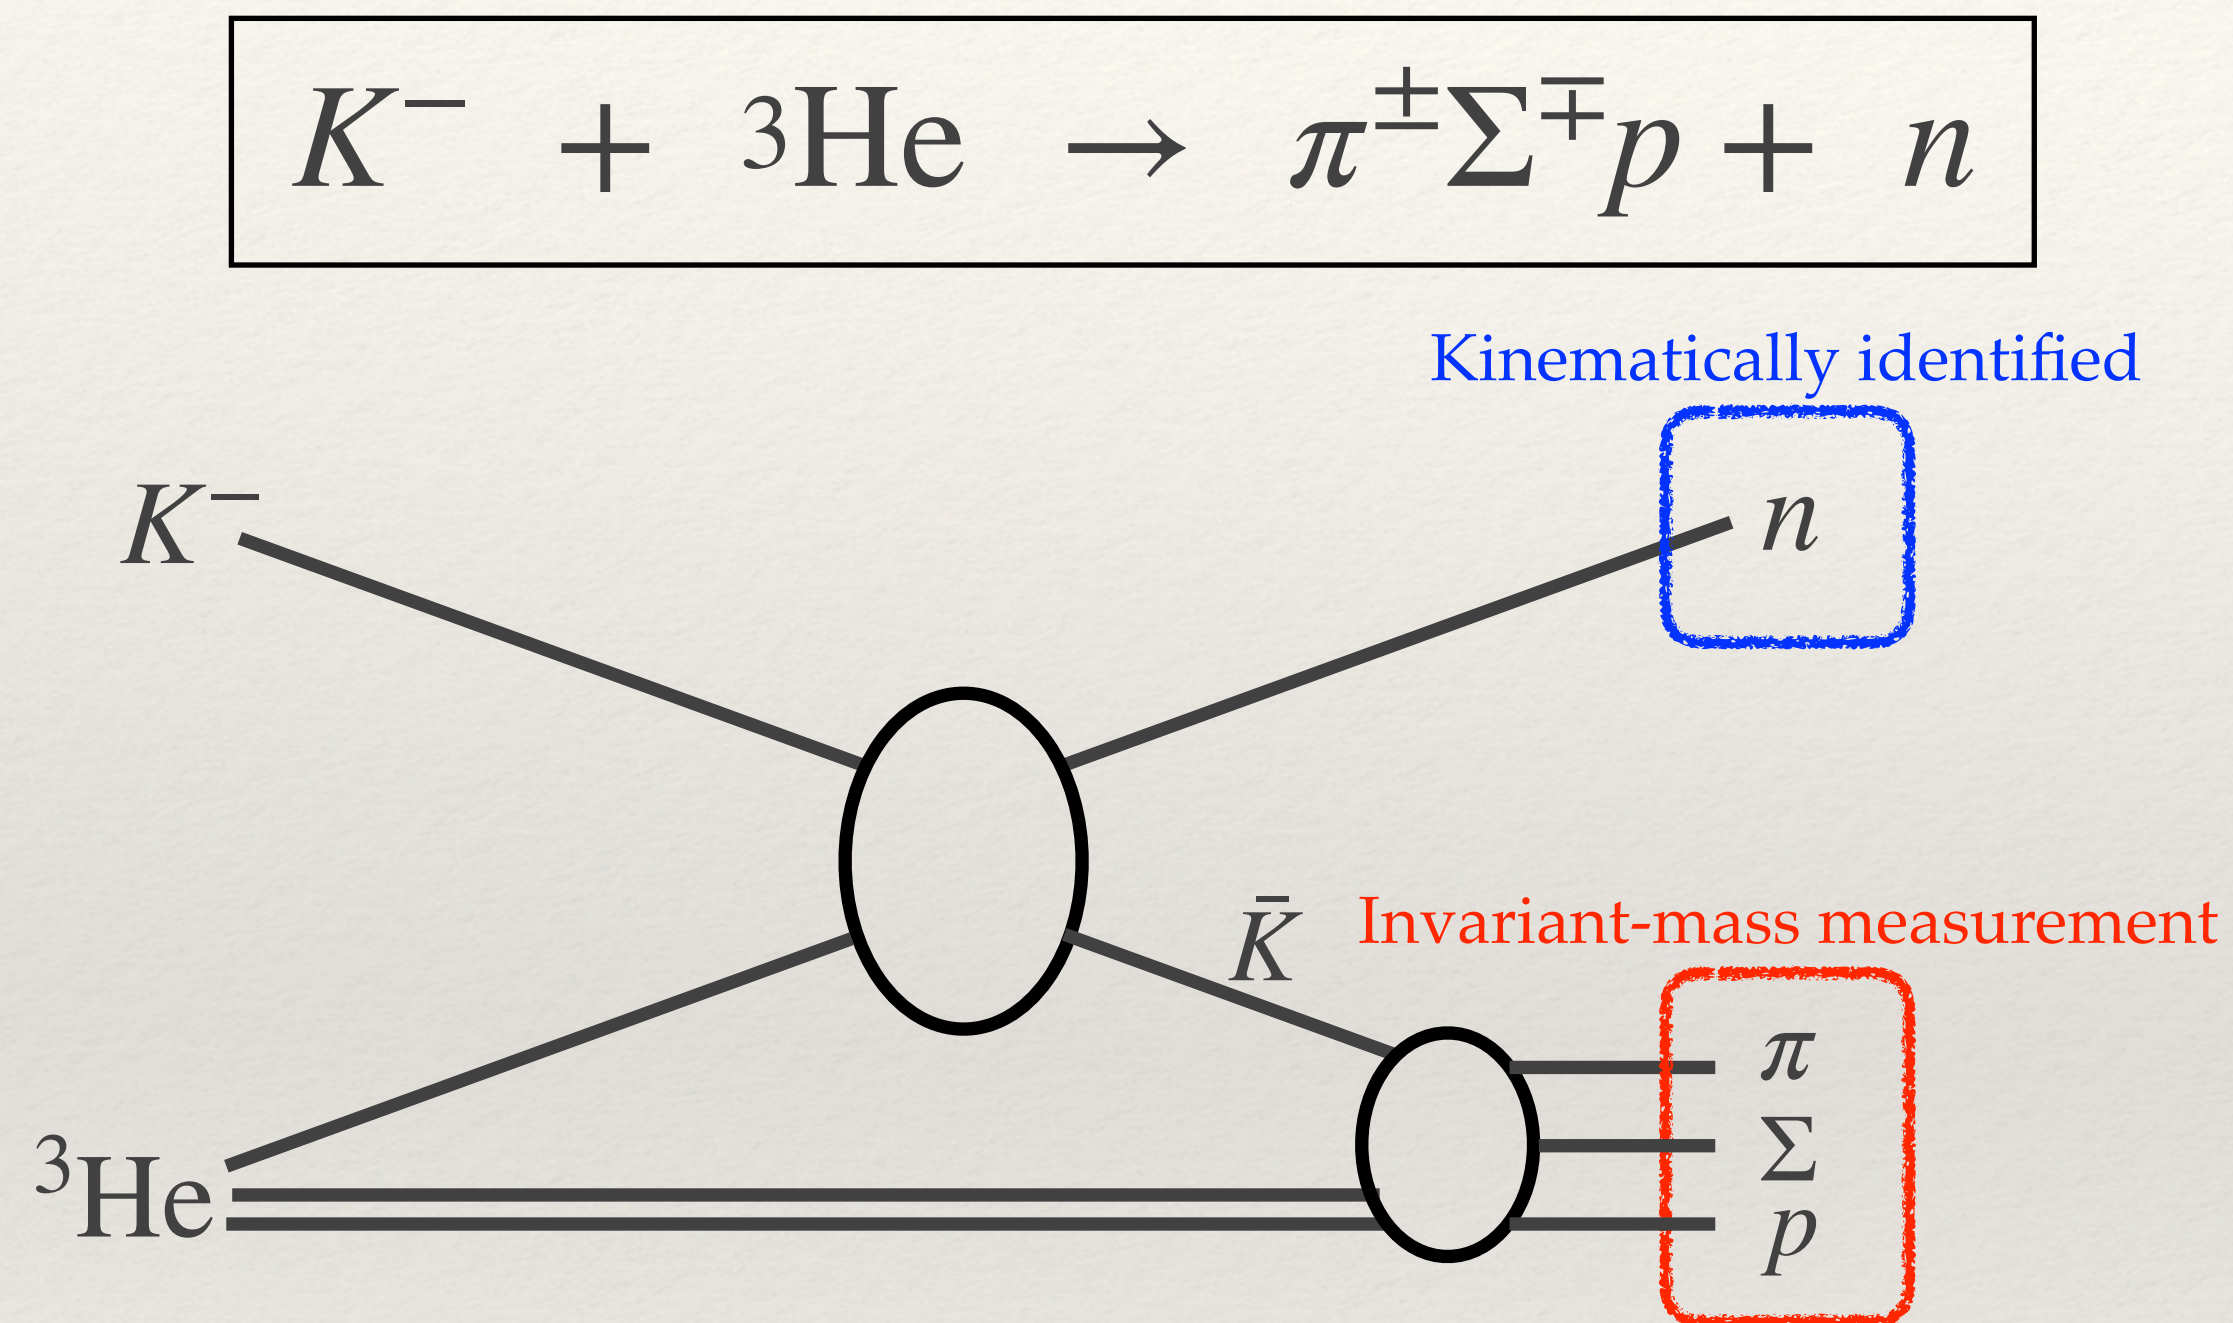 K⁻ + ³He → π^±Σ^∓p + n
Kinematically identified
K⁻
n
K̄
Invariant-mass measurement
π
Σ
³He
p